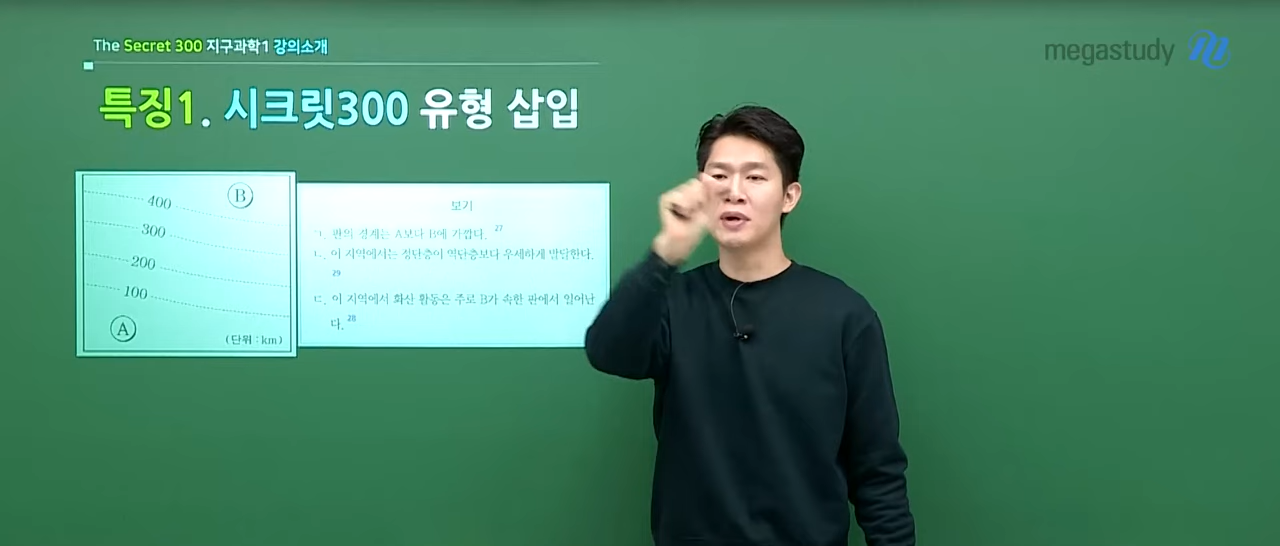 The Secret 300 지구과학1 강의소개
megastudy
특징1. 시크릿300 유형 삽입
400
300
200
100
B
A
(단위 : km)
보기
ㄱ. 판의 경계는 A보다 B에 가깝다. 27
ㄴ. 이 지역에서는 정단층이 역단층보다 우세하게 발달한다.
29
ㄷ. 이 지역에서 화산 활동은 주로 B가 속한 판에서 일어난
다. 28